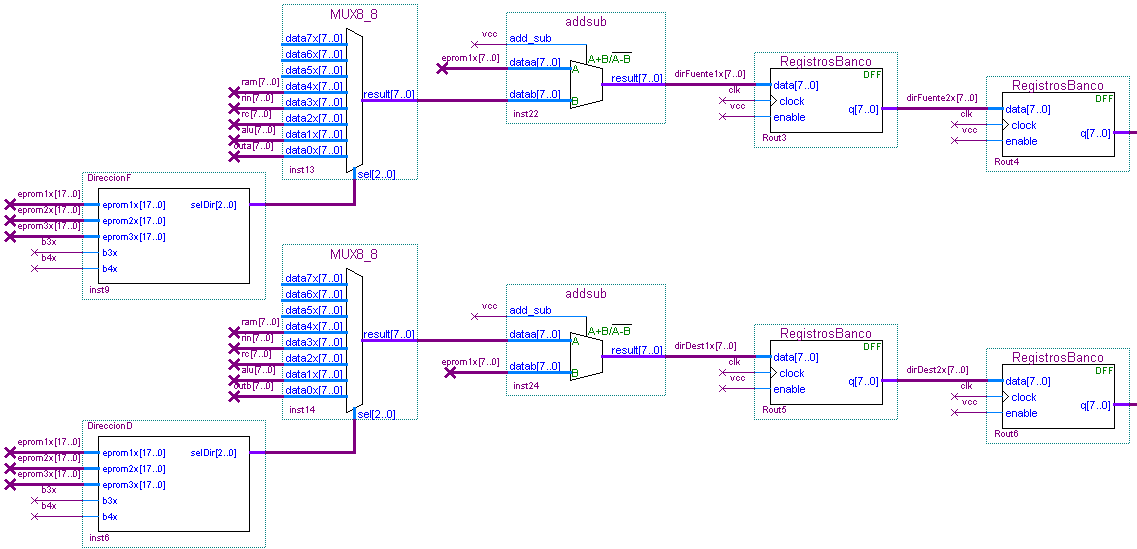 MUX8_8
data7x[7..0]
data6x[7..0]
data5x[7..0]
ram[7..0]
data4x[7..0]
rin[7..0]
data3x[7..0]
rc[7..0]
data2x[7..0]
alu[7..0]
data1x[7..0]
outa[7..0]
data0x[7..0]
result[7..0]
sel[2..0]
inst13
addsub
vcc
add_sub
A+B/A-B
eprom1x[7..0]
dataa[7..0]
A
result[7..0]
datab[7..0]
B
inst22
RegistrosBanco
DFF
dirFuente1x[7..0]
data[7..0]
clk
clock
vcc
enable
q[7..0]
Rout3
RegistrosBanco
DFF
dirFuente2x[7..0]
data[7..0]
clk
clock
vcc
enable
q[7..0]
Rout4
DireccionF
eprom1x[17..0]
eprom1x[17..0]
selDir[2..0]
eprom2x[17..0]
eprom2x[17..0]
eprom3x[17..0]
eprom3x[17..0]
b3x
b3x
b4x
b4x
inst9
MUX8_8
data7x[7..0]
data6x[7..0]
data5x[7..0]
ram[7..0]
data4x[7..0]
rin[7..0]
data3x[7..0]
rc[7..0]
data2x[7..0]
alu[7..0]
data1x[7..0]
outb[7..0]
data0x[7..0]
result[7..0]
sel[2..0]
inst14
addsub
vcc
add_sub
A+B/A-B
dataa[7..0]
A
result[7..0]
eprom1x[7..0]
datab[7..0]
B
inst24
RegistrosBanco
DFF
dirDest1x[7..0]
data[7..0]
clk
clock
vcc
enable
q[7..0]
Rout5
RegistrosBanco
DFF
dirDest2x[7..0]
data[7..0]
clk
clock
vcc
enable
q[7..0]
Rout6
DireccionD
eprom1x[17..0]
eprom1x[17..0]
selDir[2..0]
eprom2x[17..0]
eprom2x[17..0]
eprom3x[17..0]
eprom3x[17..0]
b3x
b3x
b4x
b4x
inst6